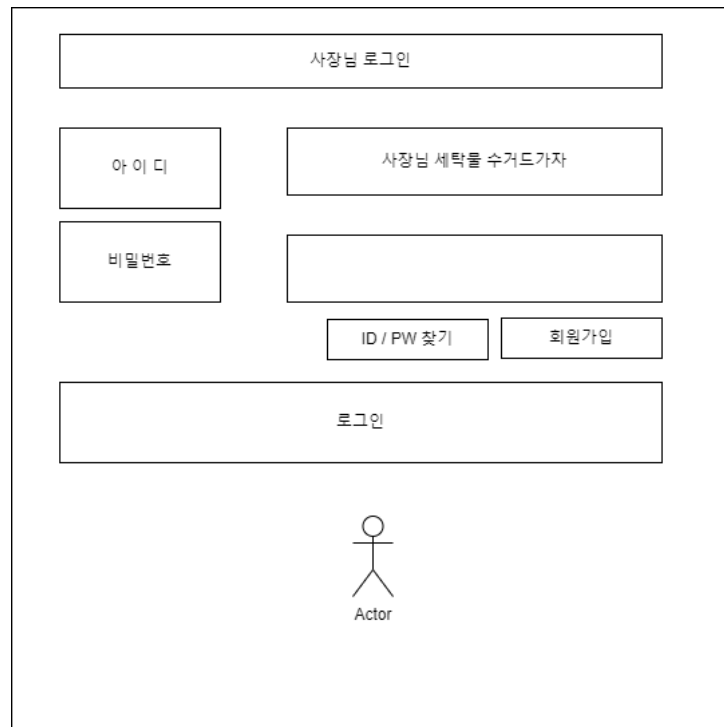 사장님 로그인
아 이 디
사장님 세탁물 수거드가자
비밀번호
ID / PW 찾기
회원가입
로그인
Actor